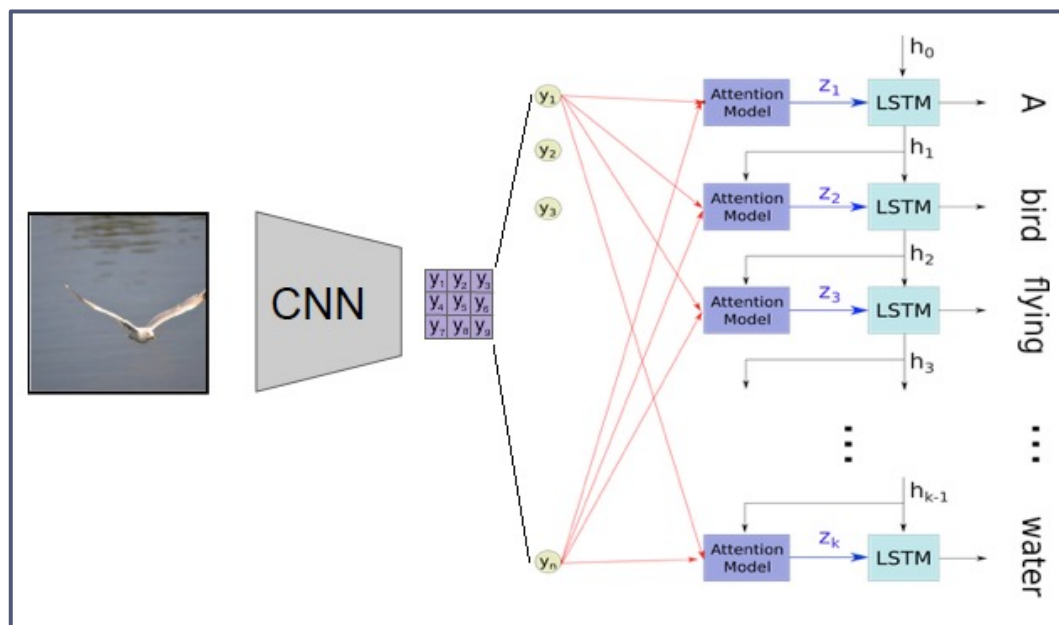 CNN
y₁ y₂ y₃
y₄ y₅ y₆
y₇ y₈ y₉
y₁
y₂
y₃
yₙ
h₀
Attention Model
z₁
LSTM
A
h₁
Attention Model
z₂
LSTM
bird
h₂
Attention Model
z₃
LSTM
flying
h₃
...
...
hₖ₋₁
Attention Model
zₖ
LSTM
water